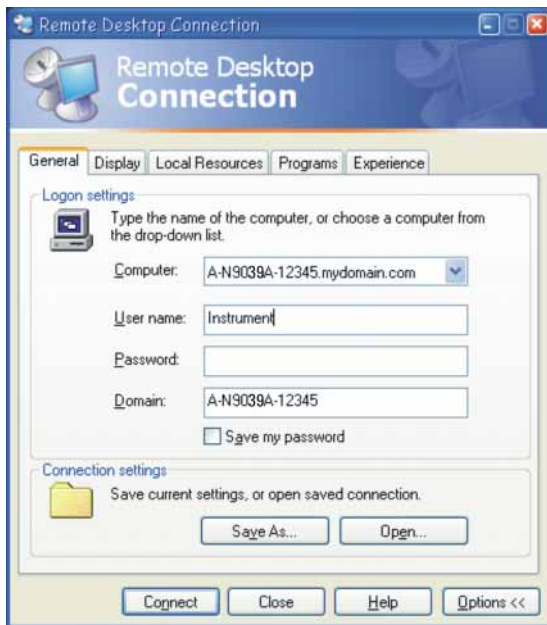 Remote Desktop Connection
Remote Desktop
Connection
General Display Local Resources Programs Experience
Logon settings
Type the name of the computer, or choose a computer from
the drop-down list.
Computer: A-N9039A-12345.mydomain.com
User name: Instrument
Password:
Domain: A-N9039A-12345
Save my password
Connection settings
Save current settings, or open saved connection.
Save As... Open...
Connect Close Help Options <<